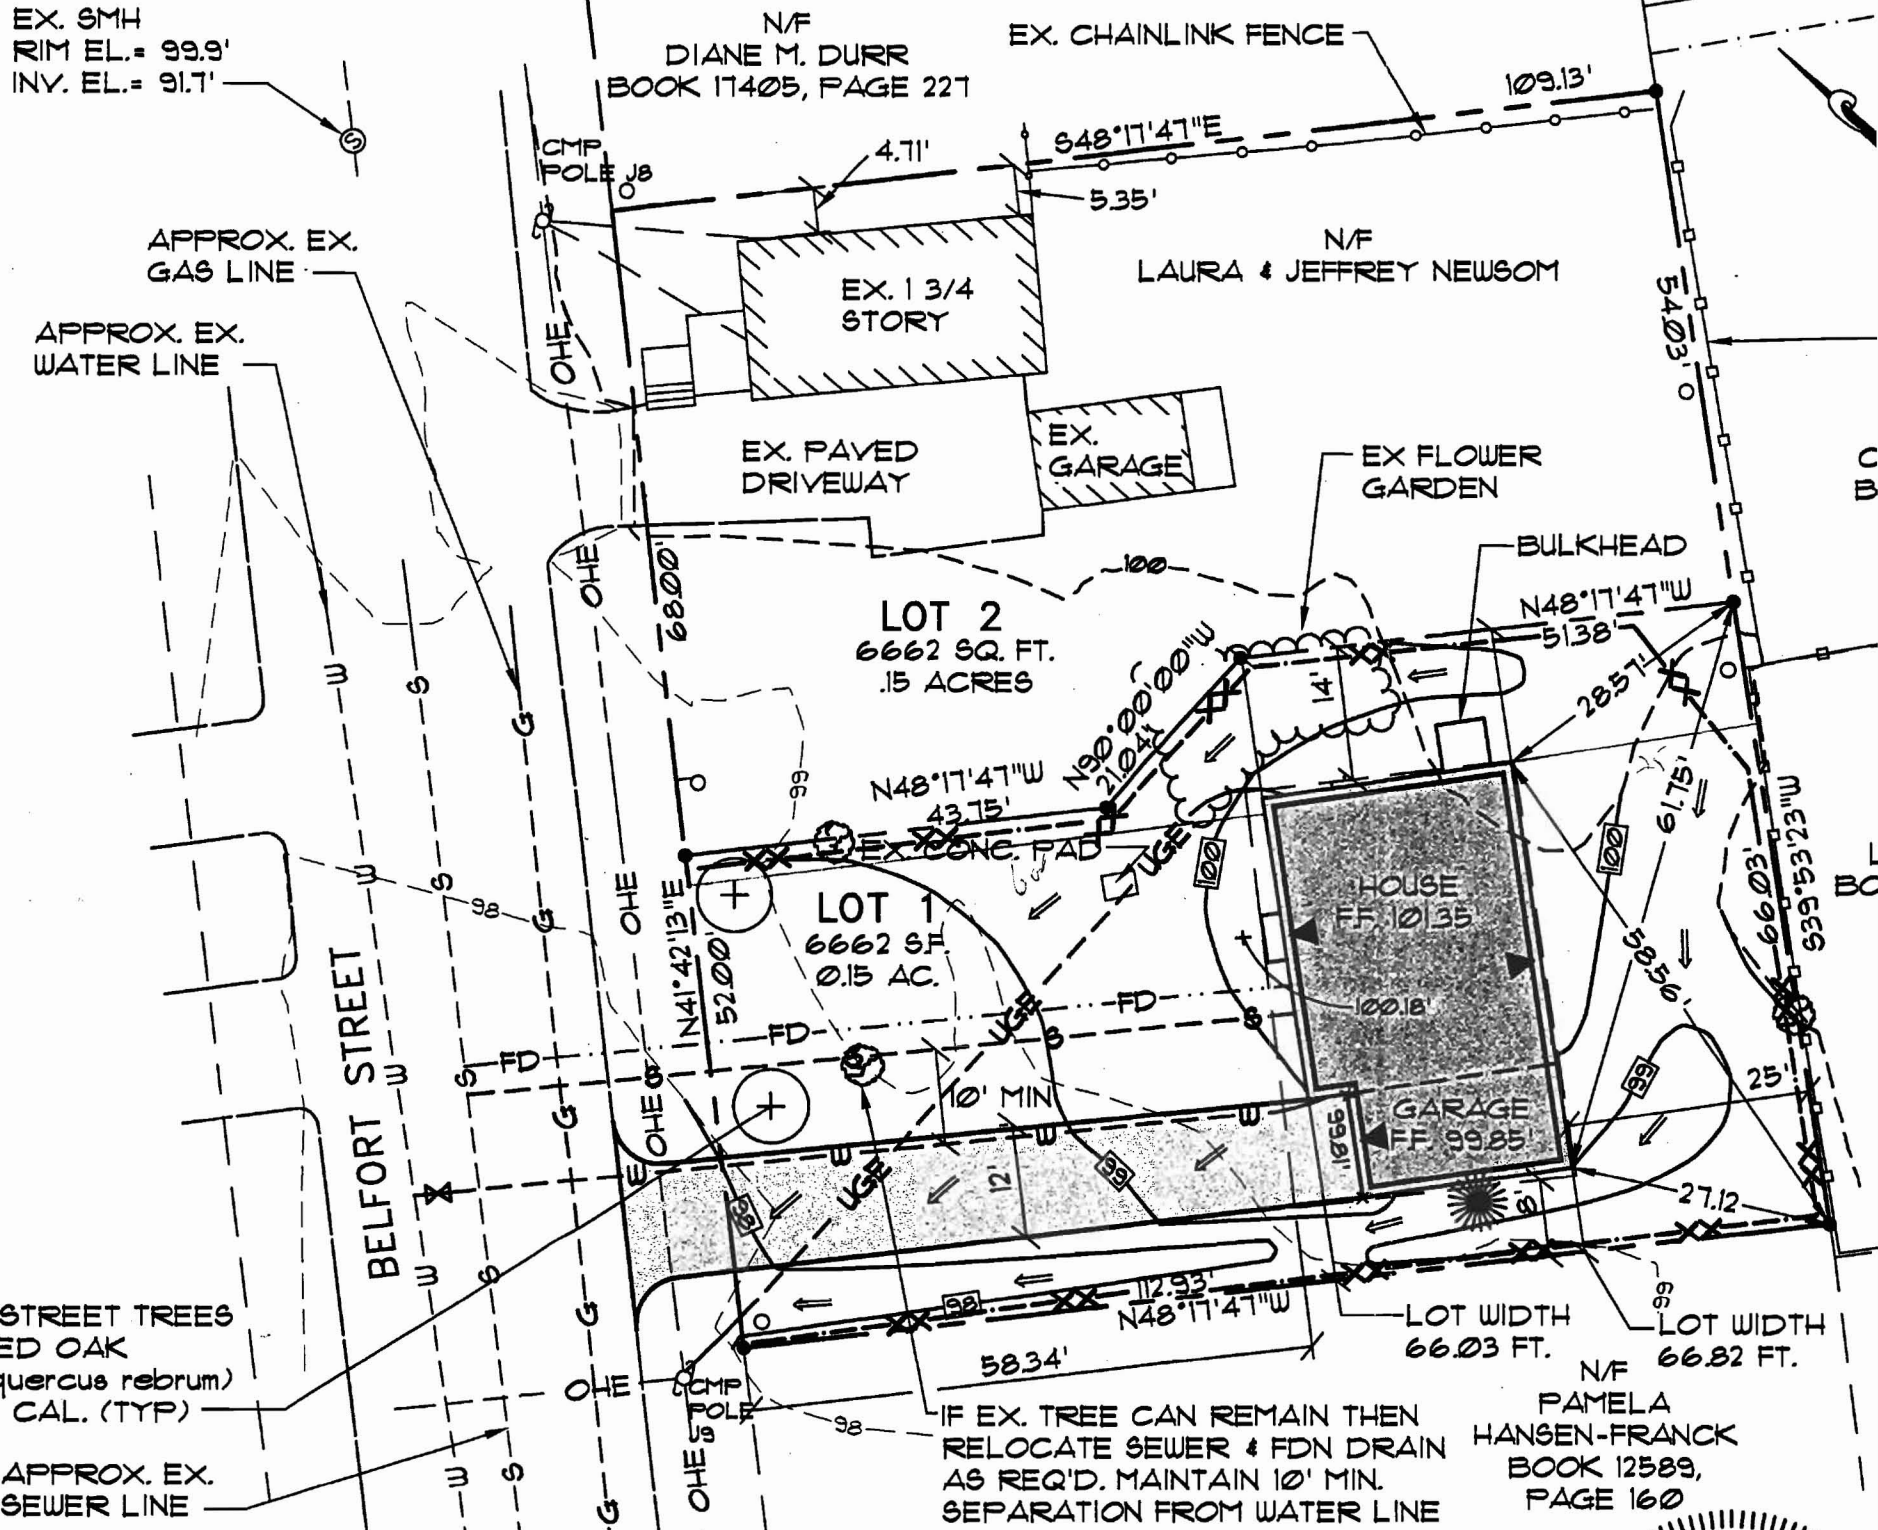 EX. SMH
RIM EL.= 99.9'
INV. EL.= 91.7'
N/F
DIANE M. DURR
BOOK 17405, PAGE 227
EX. CHAINLINK FENCE
109.13'
S48°17'47"E
CMP
POLE J8
4.71'
5.35'
APPROX. EX.
GAS LINE
N/F
LAURA & JEFFREY NEWSOM
EX. 1 3/4
STORY
54.03'
APPROX. EX.
WATER LINE
OHE
EX. PAVED
DRIVEWAY
EX.
GARAGE
EX FLOWER
GARDEN
C
B
BULKHEAD
OHE
68.00'
100
LOT 2
6662 SQ. FT.
.15 ACRES
N48°17'47"W
51.38'
N90°00'00"W
21.04'
14'
28.57'
W
S
G
99
N48°17'47"W
43.75'
61.75'
EX CONC. PAD
UGE
100
100
W
S
G
98
OHE
LOT 1
6662 S.F.
0.15 AC.
N41°42'13"E
52.00'
HOUSE
F.F. 101.35
58.56'
66.03'
S39°53'23"W
L
BO
BELFORT STREET
100.18'
FD
FD
FD
UGE
S
S
S
S
W
G
OHE
10' MIN
GARAGE
F.F. 99.85'
99.81'
99
25'
W
W
W
W
UGE
12'
99
98
8'
27.12
W
S
G
112.93'
N48°17'47"W
98
LOT WIDTH
66.03 FT.
LOT WIDTH
66.82 FT.
99
STREET TREES
ED OAK
quercus rebrum)
CAL. (TYP)
OHE
CMP
POLE
J9
58.34'
98
N/F
PAMELA
HANSEN-FRANCK
BOOK 12589,
PAGE 160
IF EX. TREE CAN REMAIN THEN
RELOCATE SEWER & FDN DRAIN
AS REQ'D. MAINTAIN 10' MIN.
SEPARATION FROM WATER LINE
APPROX. EX.
SEWER LINE
W
S
G
OHE